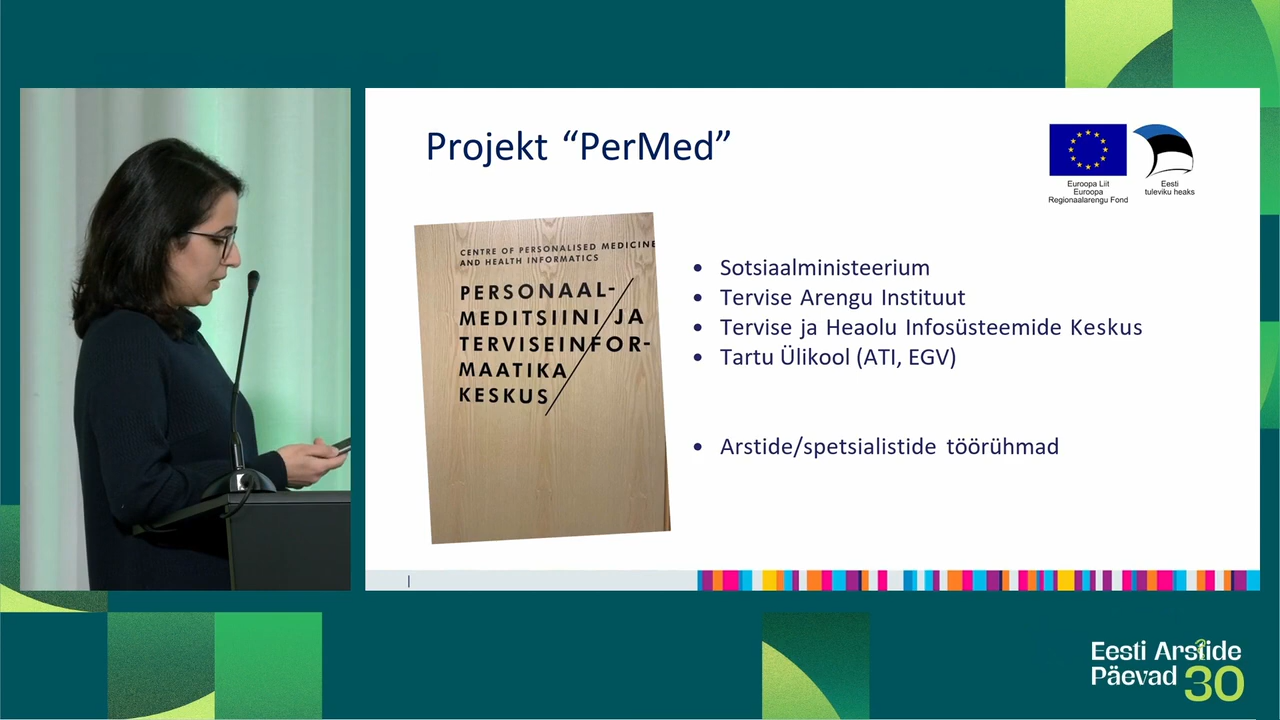 Projekt “PerMed”
Euroopa Liit
Euroopa
Regionaalarengu Fond
Eesti
tuleviku heaks
CENTRE OF PERSONALISED MEDICINE
AND HEALTH INFORMATICS
PERSONAAL-
MEDITSIINI JA
TERVISEINFOR-
MAATIKA
KESKUS
• Sotsiaalministeerium
• Tervise Arengu Instituut
• Tervise ja Heaolu Infosüsteemide Keskus
• Tartu Ülikool (ATI, EGV)
• Arstide/spetsialistide töörühmad
Eesti Arstide
Päevad 30